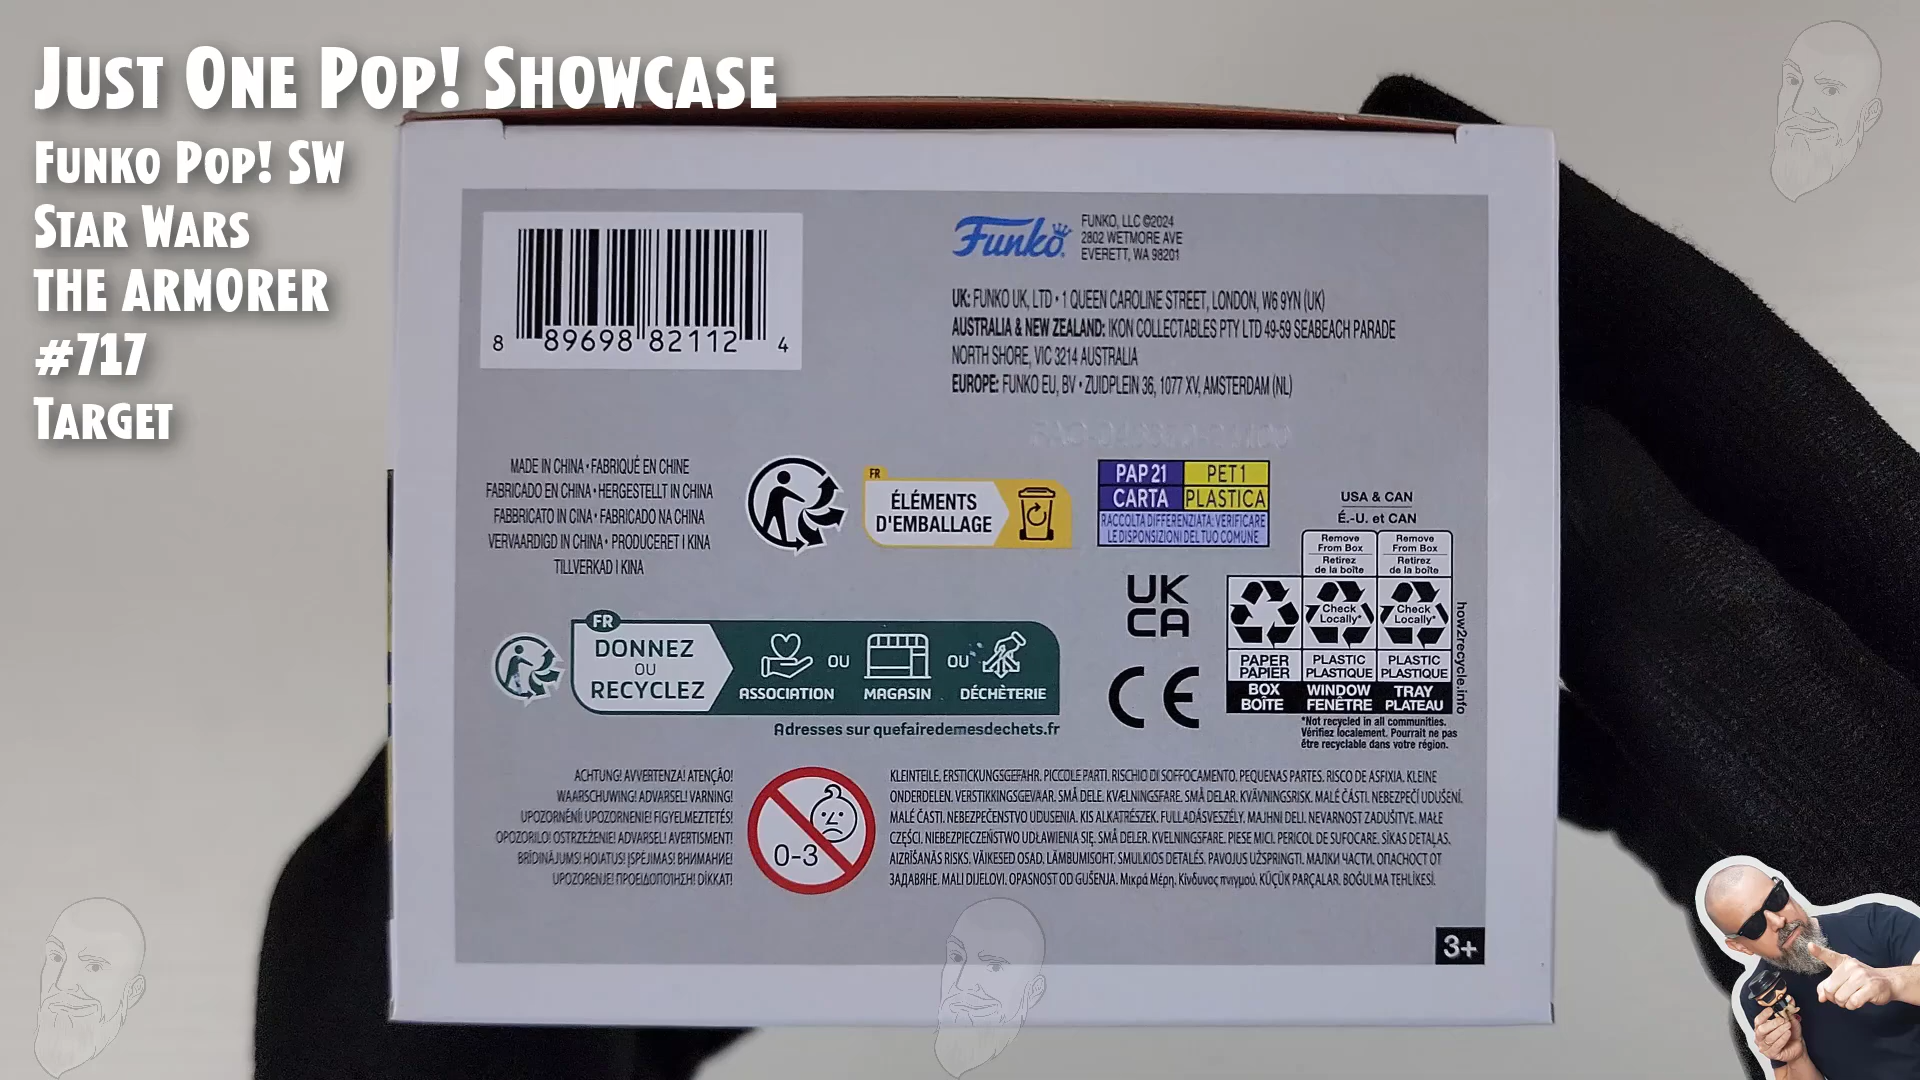 Just One Pop! Showcase
Funko Pop! SW
Star Wars
THE ARMORER
#717
Target
8 89698 82112 4
Funko
FUNKO, LLC ©2024
2802 WETMORE AVE
EVERETT, WA 98201
UK: FUNKO UK, LTD • 1 QUEEN CAROLINE STREET, LONDON, W6 9YN (UK)
AUSTRALIA & NEW ZEALAND: IKON COLLECTABLES PTY LTD 49-59 SEABEACH PARADE
NORTH SHORE, VIC 3214 AUSTRALIA
EUROPE: FUNKO EU, BV • ZUIDPLEIN 36, 1077 XV, AMSTERDAM (NL)
MADE IN CHINA • FABRIQUÉ EN CHINE
FABRICADO EN CHINA • HERGESTELLT IN CHINA
FABBRICATO IN CINA • FABRICADO NA CHINA
VERVAARDIGD IN CHINA • PRODUCERET I KINA
TILLVERKAD I KINA
FR
ÉLÉMENTS
D'EMBALLAGE
PAP 21 PET 1
CARTA PLASTICA
RACCOLTA DIFFERENZIATA: VERIFICARE
LE DISPOSIZIONI DEL TUO COMUNE
USA & CAN
É.-U. et CAN
Remove
From Box
Retirez
de la boîte
Remove
From Box
Retirez
de la boîte
Check
Locally*
Check
Locally*
PAPER
PAPIER
PLASTIC
PLASTIQUE
PLASTIC
PLASTIQUE
BOX
BOÎTE
WINDOW
FENÊTRE
TRAY
PLATEAU
how2recycle.info
*Not recycled in all communities.
Vérifiez localement. Pourrait ne pas
être recyclable dans votre région.
UK
CA
CE
FR
DONNEZ
OU
RECYCLEZ
ASSOCIATION
OU
MAGASIN
OU
DÉCHÈTERIE
Adresses sur quefairedemesdechets.fr
ACHTUNG! AVVERTENZA! ATENÇÃO!
WAARSCHUWING! ADVARSEL! VARNING!
UPOZORNĚNÍ! UPOZORNENIE! FIGYELMEZTETÉS!
OPOZORILO! OSTRZEŻENIE! ADVARSEL! AVERTISMENT!
BRĪDINĀJUMS! HOIATUS! ĮSPĖJIMAS! ВНИМАНИЕ!
UPOZORENJE! ΠΡΟΕΙΔΟΠΟΙΗΣΗ! DİKKAT!
0-3
KLEINTEILE. ERSTICKUNGSGEFAHR. PICCOLE PARTI. RISCHIO DI SOFFOCAMENTO. PEQUENAS PARTES. RISCO DE ASFIXIA. KLEINE
ONDERDELEN. VERSTIKKINGSGEVAAR. SMÅ DELE. KVÆLNINGSFARE. SMÅ DELAR. KVÄVNINGSRISK. MALÉ ČÁSTI. NEBEZPEČÍ UDUŠENÍ.
MALÉ ČASTI. NEBEZPEČENSTVO UDUSENIA. KIS ALKATRÉSZEK. FULLADÁSVESZÉLY. MAJHNI DELI. NEVARNOST ZADUŠITVE. MAŁE
CZĘŚCI. NIEBEZPIECZEŃSTWO UDŁAWIENIA SIĘ. SMÅ DELER. KVELNINGSFARE. PIESE MICI. PERICOL DE SUFOCARE. SĪKAS DETAĻAS.
AIZRĪŠANĀS RISKS. VÄIKESED OSAD. LÄMBUMISOHT. SMULKIOS DETALĖS. PAVOJUS UŽSPRINGTI. МАЛКИ ЧАСТИ. ОПАСНОСТ ОТ
ЗАДАВЯНЕ. MALI DIJELOVI. OPASNOST OD GUŠENJA. Μικρά Μέρη. Κίνδυνος πνιγμού. KÜÇÜK PARÇALAR. BOĞULMA TEHLİKESİ.
3+